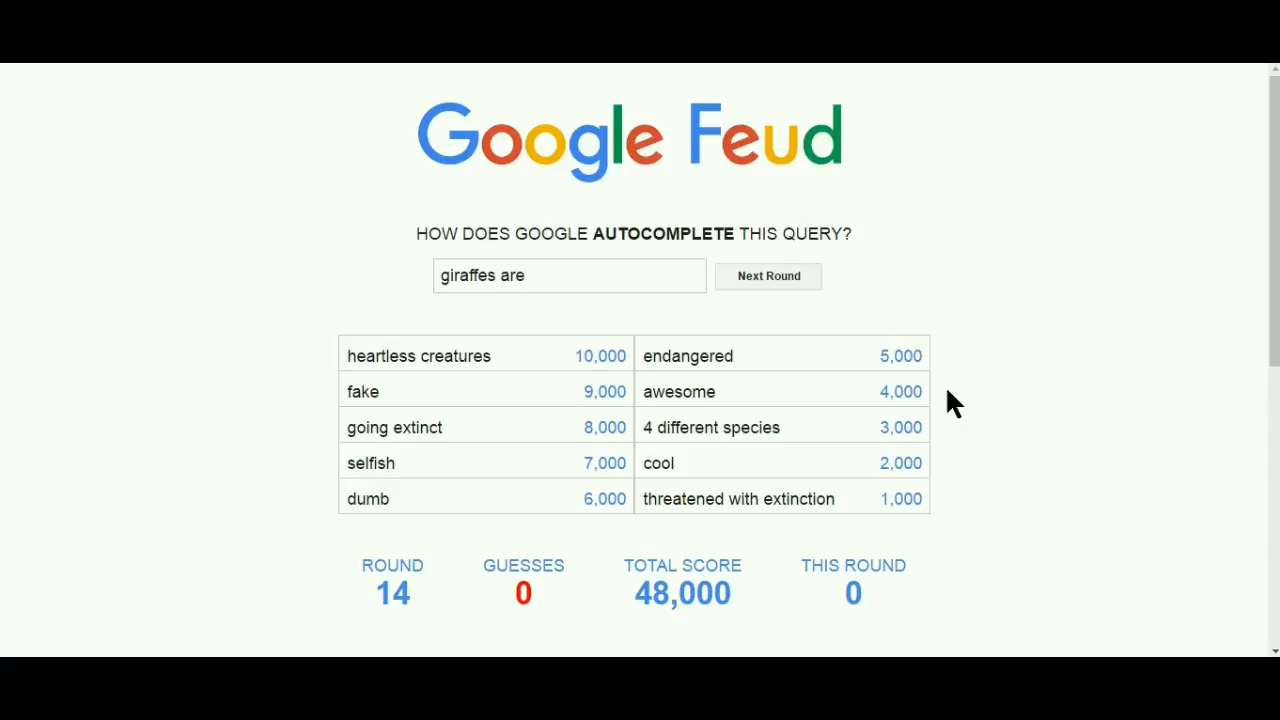 Google Feud
HOW DOES GOOGLE AUTOCOMPLETE THIS QUERY?
giraffes are
Next Round
heartless creatures 10,000 endangered 5,000
fake 9,000 awesome 4,000
going extinct 8,000 4 different species 3,000
selfish 7,000 cool 2,000
dumb 6,000 threatened with extinction 1,000
ROUND GUESSES TOTAL SCORE THIS ROUND
14 0 48,000 0